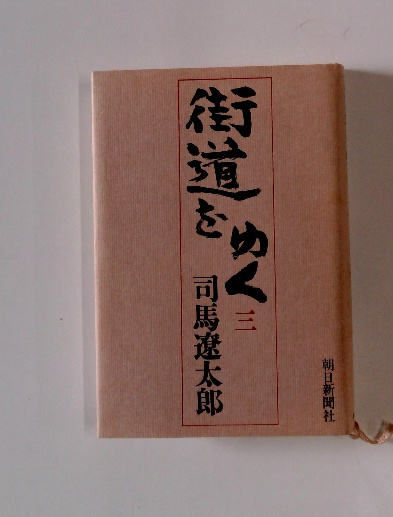 街道をゆく
三
司馬遼太郎
朝日新聞社